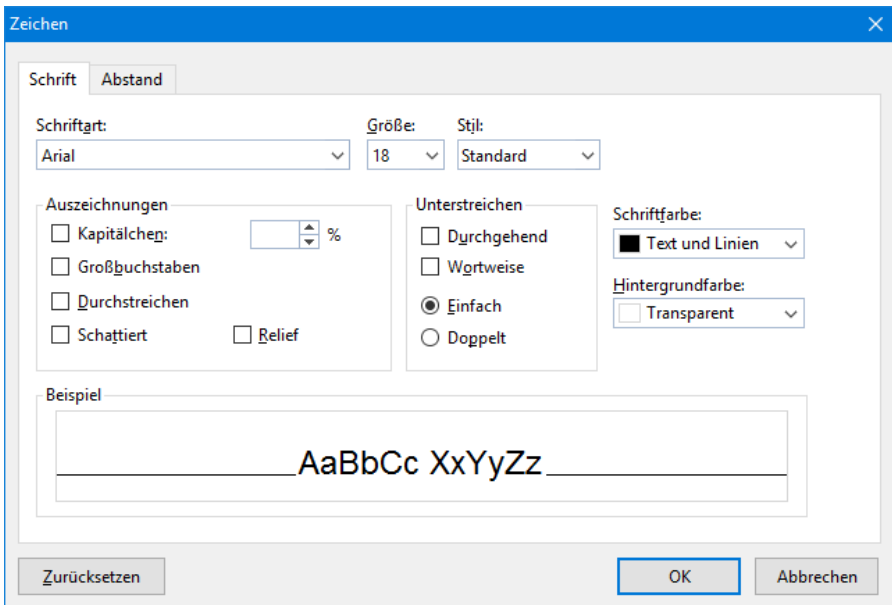 Zeichen
Schrift Abstand
Schriftart: Größe: Stil:
Arial 18 Standard
Auszeichnungen Unterstreichen
Kapitälchen: % Durchgehend Schriftfarbe:
Text und Linien
Großbuchstaben Wortweise
Hintergrundfarbe:
Durchstreichen Einfach Transparent
Schattiert Relief Doppelt
Beispiel
AaBbCc XxYyZz
Zurücksetzen OK Abbrechen